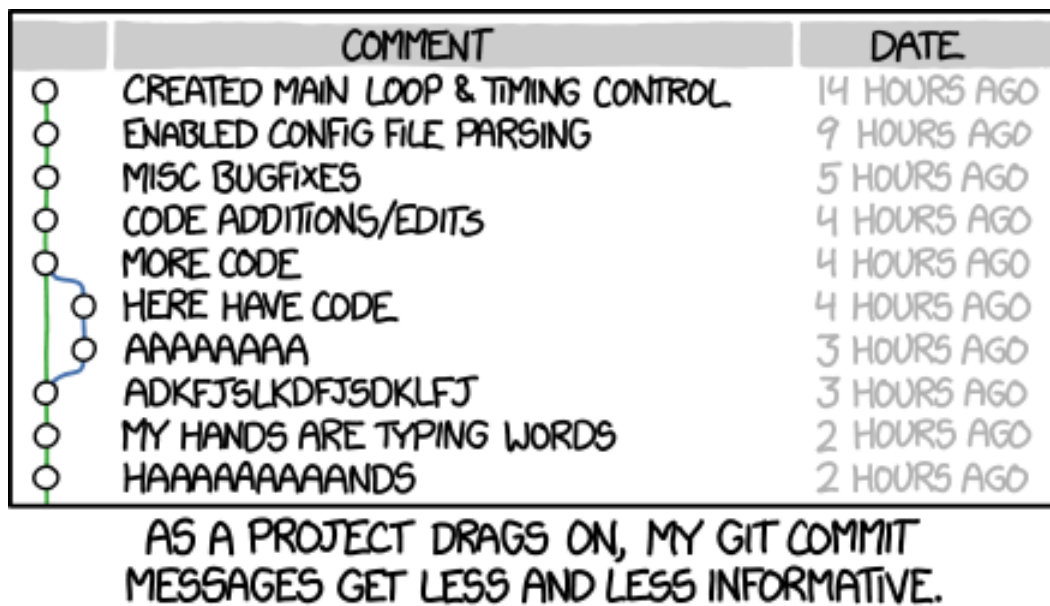 COMMENT DATE
CREATED MAIN LOOP & TIMING CONTROL 14 HOURS AGO
ENABLED CONFIG FILE PARSING 9 HOURS AGO
MISC BUGFIXES 5 HOURS AGO
CODE ADDITIONS/EDITS 4 HOURS AGO
MORE CODE 4 HOURS AGO
HERE HAVE CODE 4 HOURS AGO
AAAAAAAA 3 HOURS AGO
ADKFJSLKDFJSDKLFJ 3 HOURS AGO
MY HANDS ARE TYPING WORDS 2 HOURS AGO
HAAAAAAAAANDS 2 HOURS AGO
AS A PROJECT DRAGS ON, MY GIT COMMIT
MESSAGES GET LESS AND LESS INFORMATIVE.